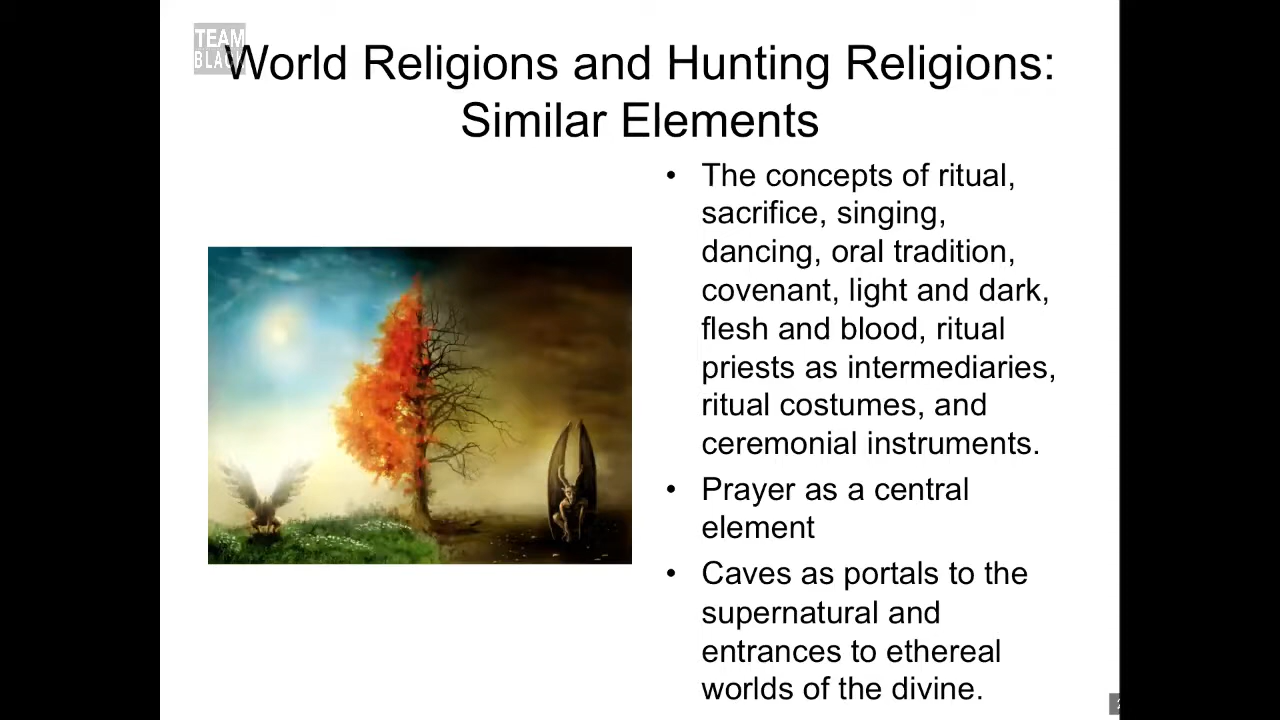 TEAM
BLACK
World Religions and Hunting Religions:
Similar Elements
• The concepts of ritual,
sacrifice, singing,
dancing, oral tradition,
covenant, light and dark,
flesh and blood, ritual
priests as intermediaries,
ritual costumes, and
ceremonial instruments.
• Prayer as a central
element
• Caves as portals to the
supernatural and
entrances to ethereal
worlds of the divine.